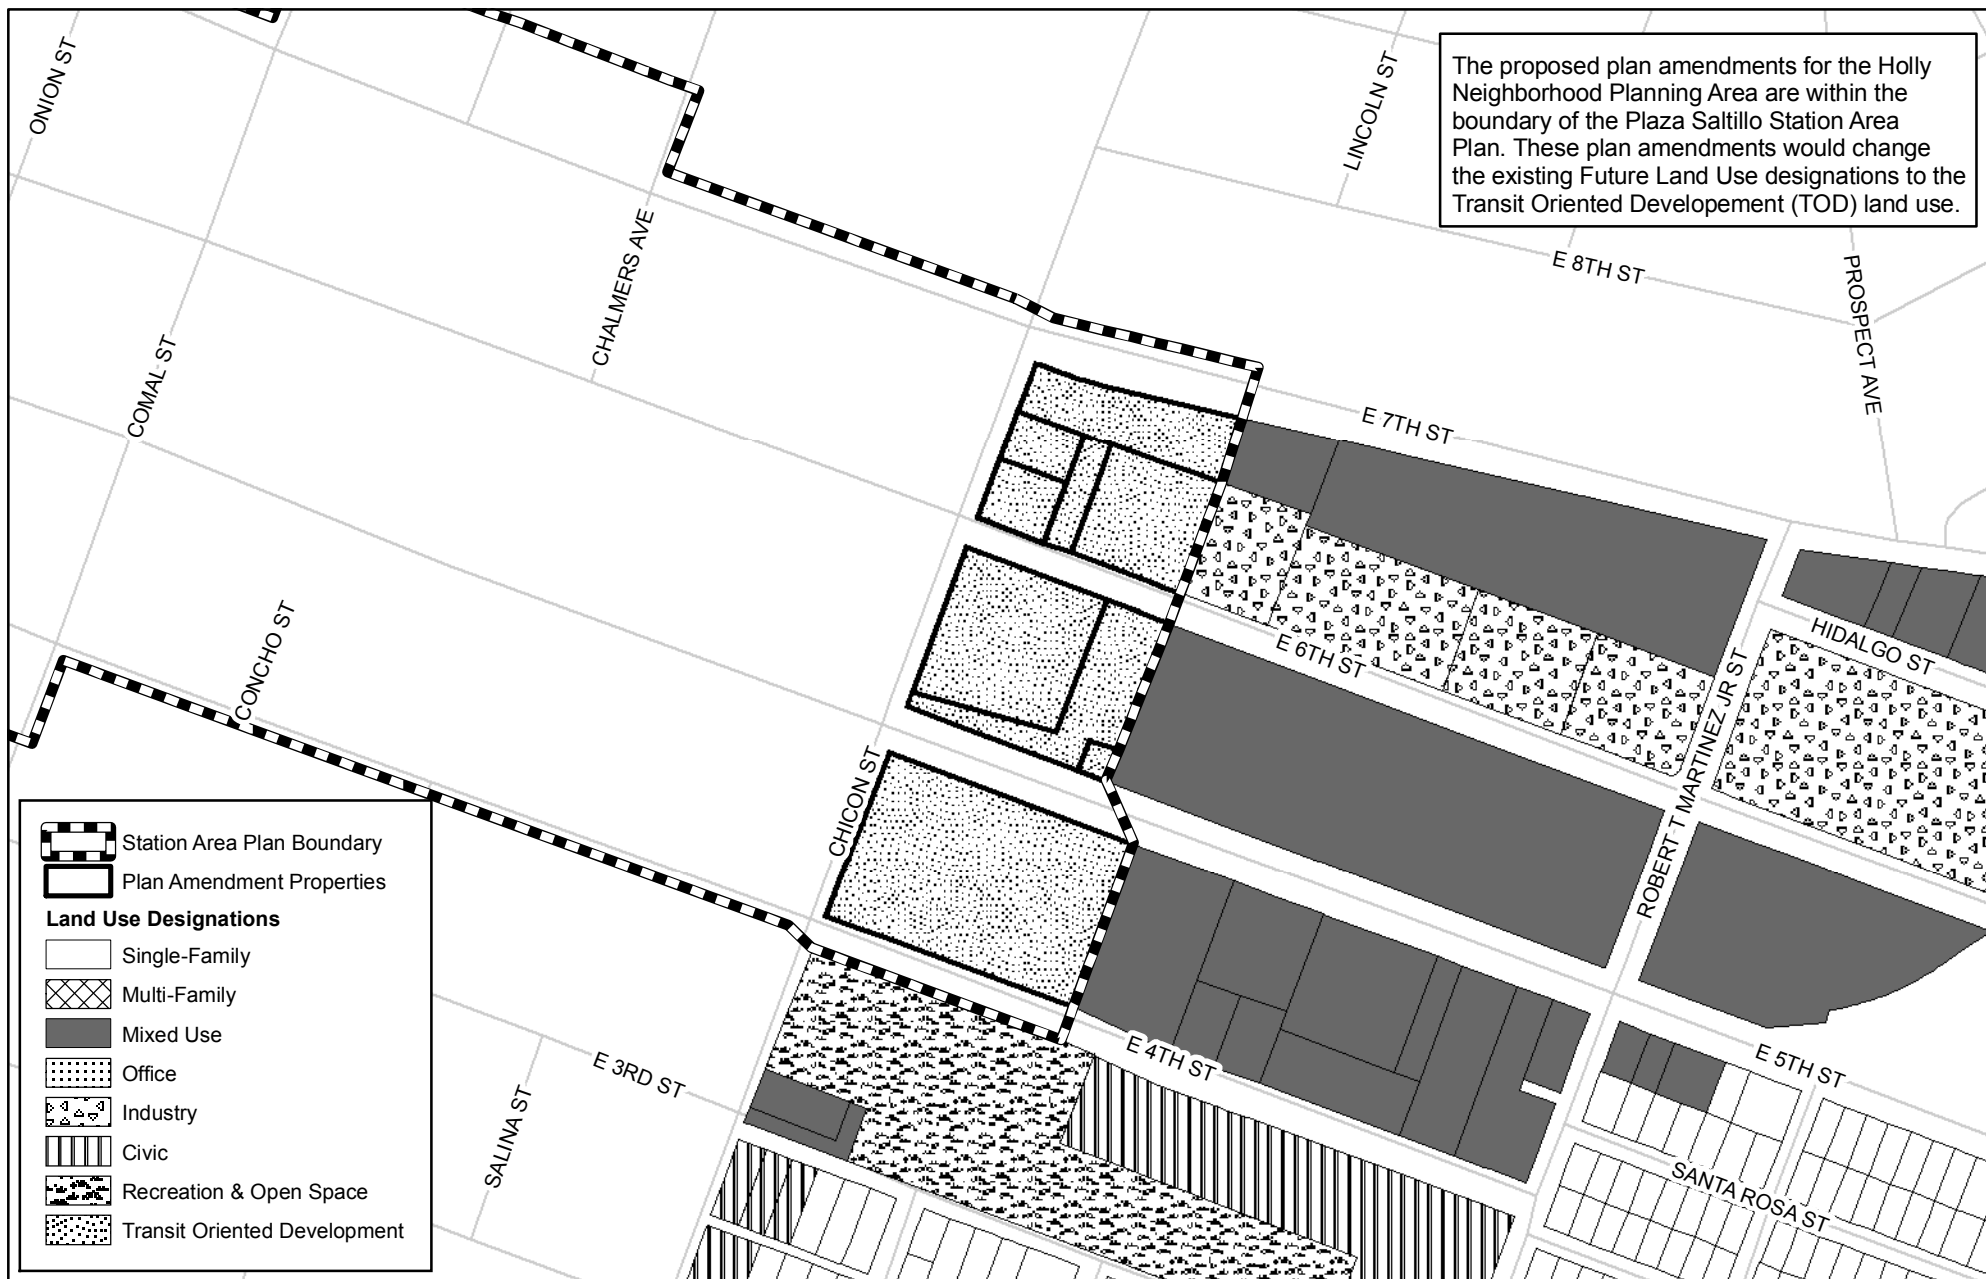 The proposed plan amendments for the Holly
Neighborhood Planning Area are within the
boundary of the Plaza Saltillo Station Area
Plan. These plan amendments would change
the existing Future Land Use designations to the
Transit Oriented Developement (TOD) land use.
ONION ST
LINCOLN ST
CHALMERS AVE
E 8TH ST
PROSPECT AVE
COMAL ST
E 7TH ST
CONCHO ST
HIDALGO ST
E 6TH ST
ROBERT T MARTINEZ JR ST
CHICON ST
E 4TH ST
E 5TH ST
E 3RD ST
SALINA ST
SANTA ROSA ST
Station Area Plan Boundary
Plan Amendment Properties
Land Use Designations
Single-Family
Multi-Family
Mixed Use
Office
Industry
Civic
Recreation & Open Space
Transit Oriented Development